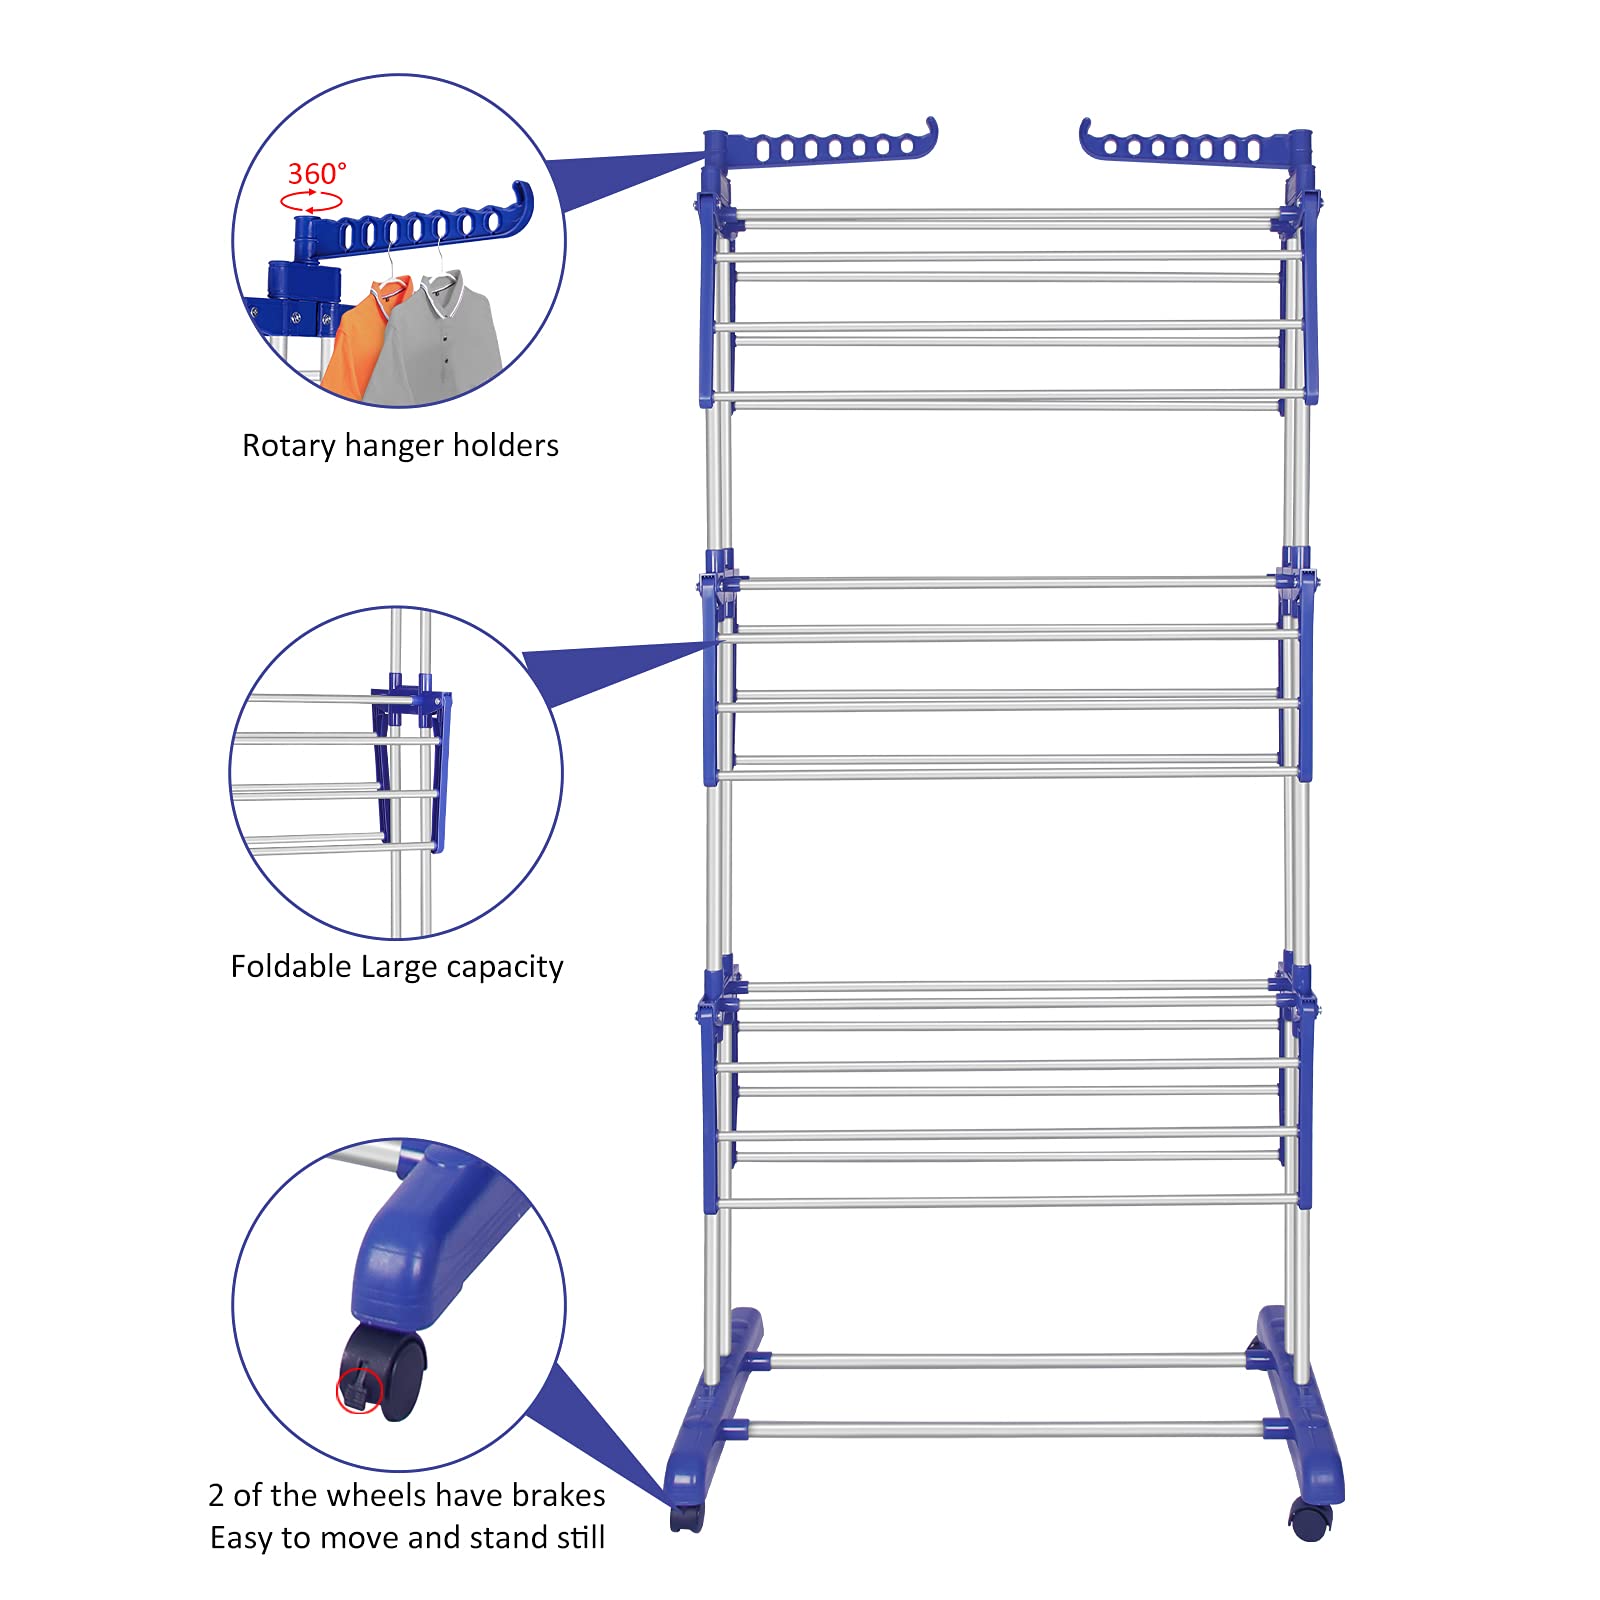 360°
Rotary hanger holders
Foldable Large capacity
2 of the wheels have brakes
Easy to move and stand still